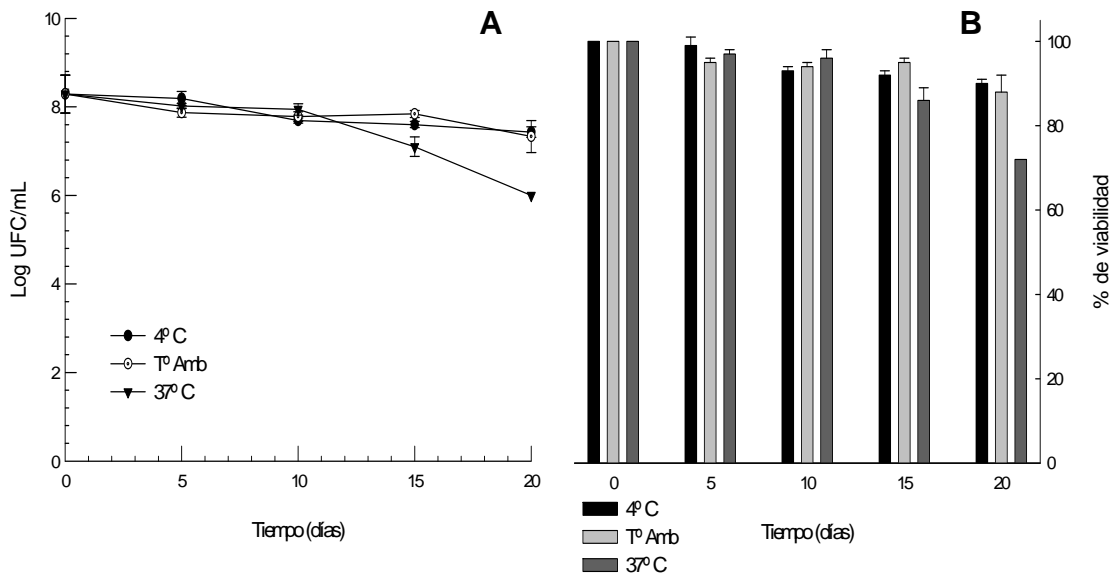 A
10
8
6
4
2
0
Log UFC/mL
4º C
Tº Amb
37º C
0 5 10 15 20
Tiempo (días)
B
100
80
60
40
20
0
% de viabilidad
0 5 10 15 20
4º C
Tº Amb
37º C
Tiempo (días)